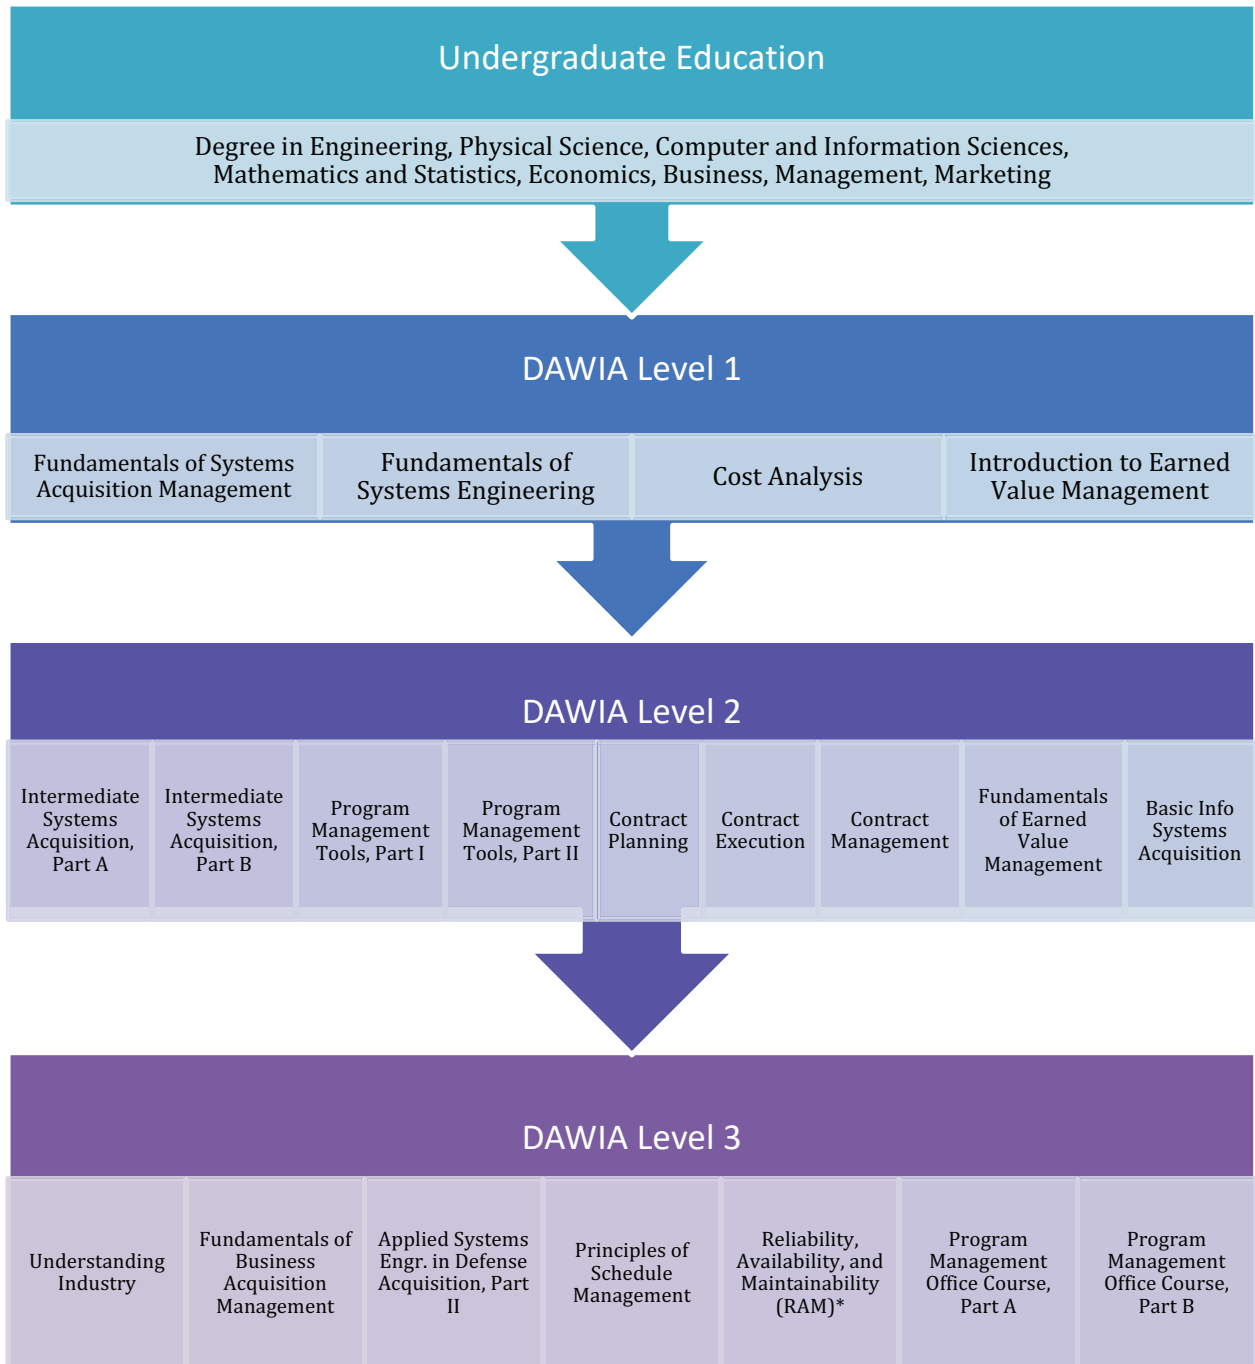 Undergraduate Education
Degree in Engineering, Physical Science, Computer and Information Sciences,
Mathematics and Statistics, Economics, Business, Management, Marketing
DAWIA Level 1
Fundamentals of Systems
Acquisition Management
Fundamentals of
Systems Engineering
Cost Analysis
Introduction to Earned
Value Management
DAWIA Level 2
Intermediate
Systems
Acquisition,
Part A
Intermediate
Systems
Acquisition,
Part B
Program
Management
Tools, Part I
Program
Management
Tools, Part II
Contract
Planning
Contract
Execution
Contract
Management
Fundamentals
of Earned
Value
Management
Basic Info
Systems
Acquisition
DAWIA Level 3
Understanding
Industry
Fundamentals of
Business
Acquisition
Management
Applied Systems
Engr. in Defense
Acquisition, Part
II
Principles of
Schedule
Management
Reliability,
Availability, and
Maintainability
(RAM)*
Program
Management
Office Course,
Part A
Program
Management
Office Course,
Part B